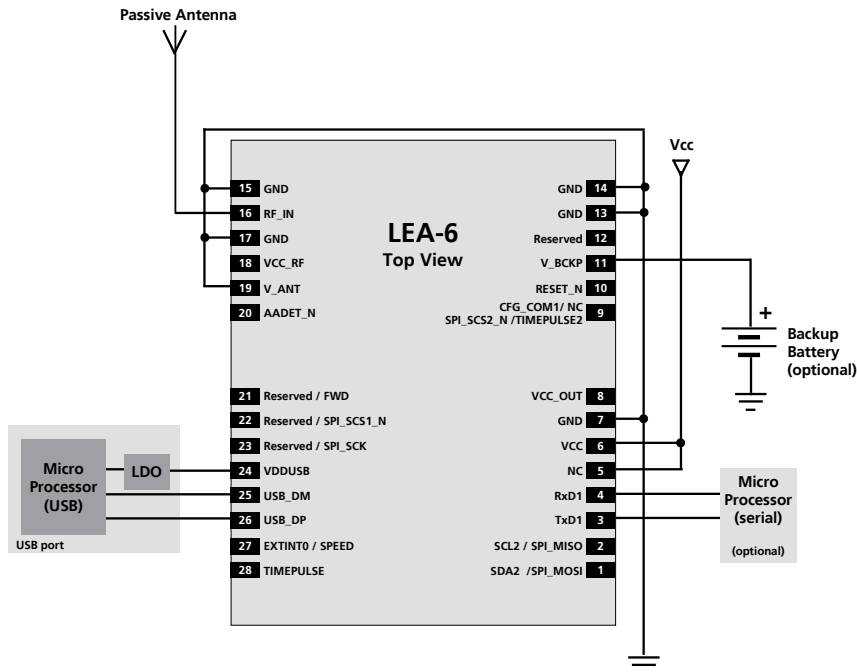 Passive Antenna
Vcc
LEA-6
Top View
15 GND
16 RF_IN
17 GND
18 VCC_RF
19 V_ANT
20 AADET_N
21 Reserved / FWD
22 Reserved / SPI_SCS1_N
23 Reserved / SPI_SCK
24 VDDUSB
25 USB_DM
26 USB_DP
27 EXTINT0 / SPEED
28 TIMEPULSE
GND 14
GND 13
Reserved 12
V_BCKP 11
RESET_N 10
CFG_COM1/ NC
SPI_SCS2_N /TIMEPULSE2 9
VCC_OUT 8
GND 7
VCC 6
NC 5
RxD1 4
TxD1 3
SCL2 / SPI_MISO 2
SDA2 /SPI_MOSI 1
+
Backup
Battery
(optional)
Micro
Processor
(USB)
LDO
USB port
Micro
Processor
(serial)
(optional)